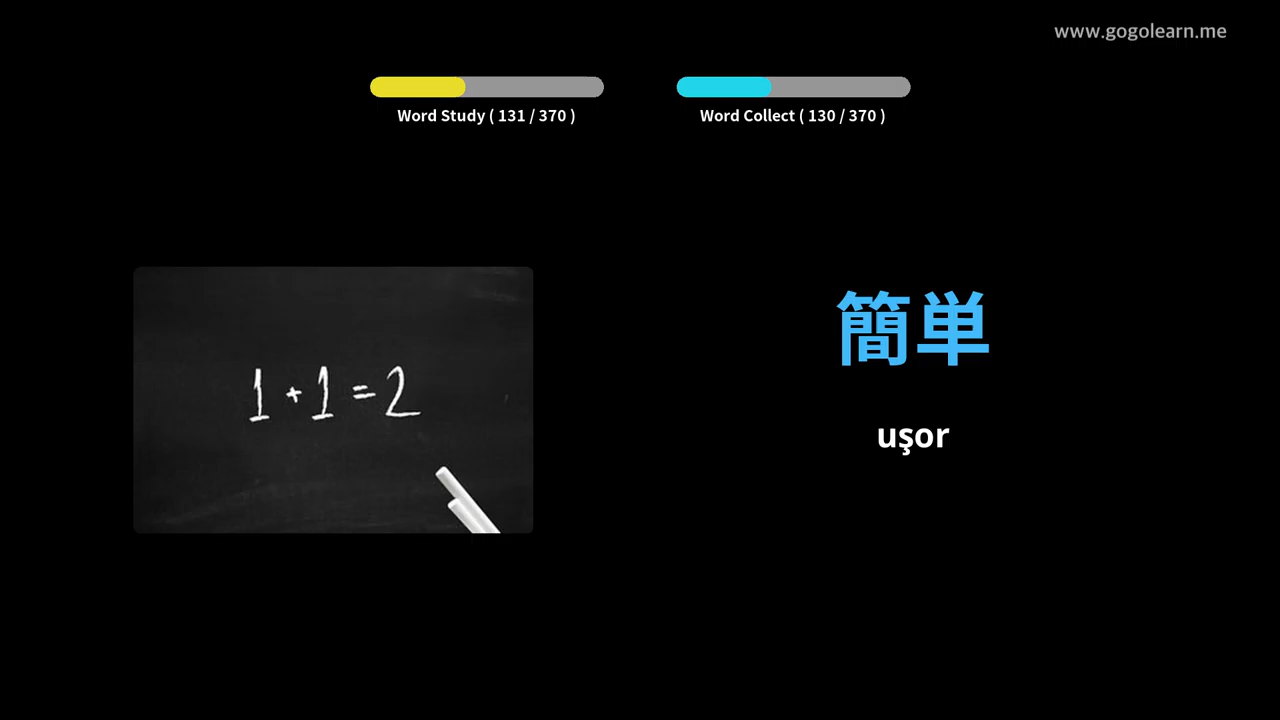 www.gogolearn.me
Word Study ( 131 / 370 )
Word Collect ( 130 / 370 )
1 + 1 = 2
簡単
uşor